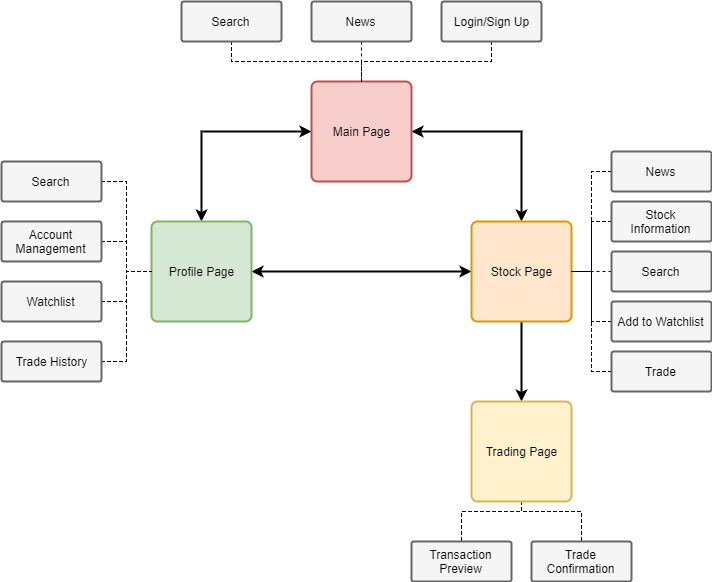 Search
News
Login/Sign Up
Main Page
Search
Account
Management
Watchlist
Trade History
Profile Page
Stock Page
News
Stock
Information
Search
Add to Watchlist
Trade
Trading Page
Transaction
Preview
Trade
Confirmation